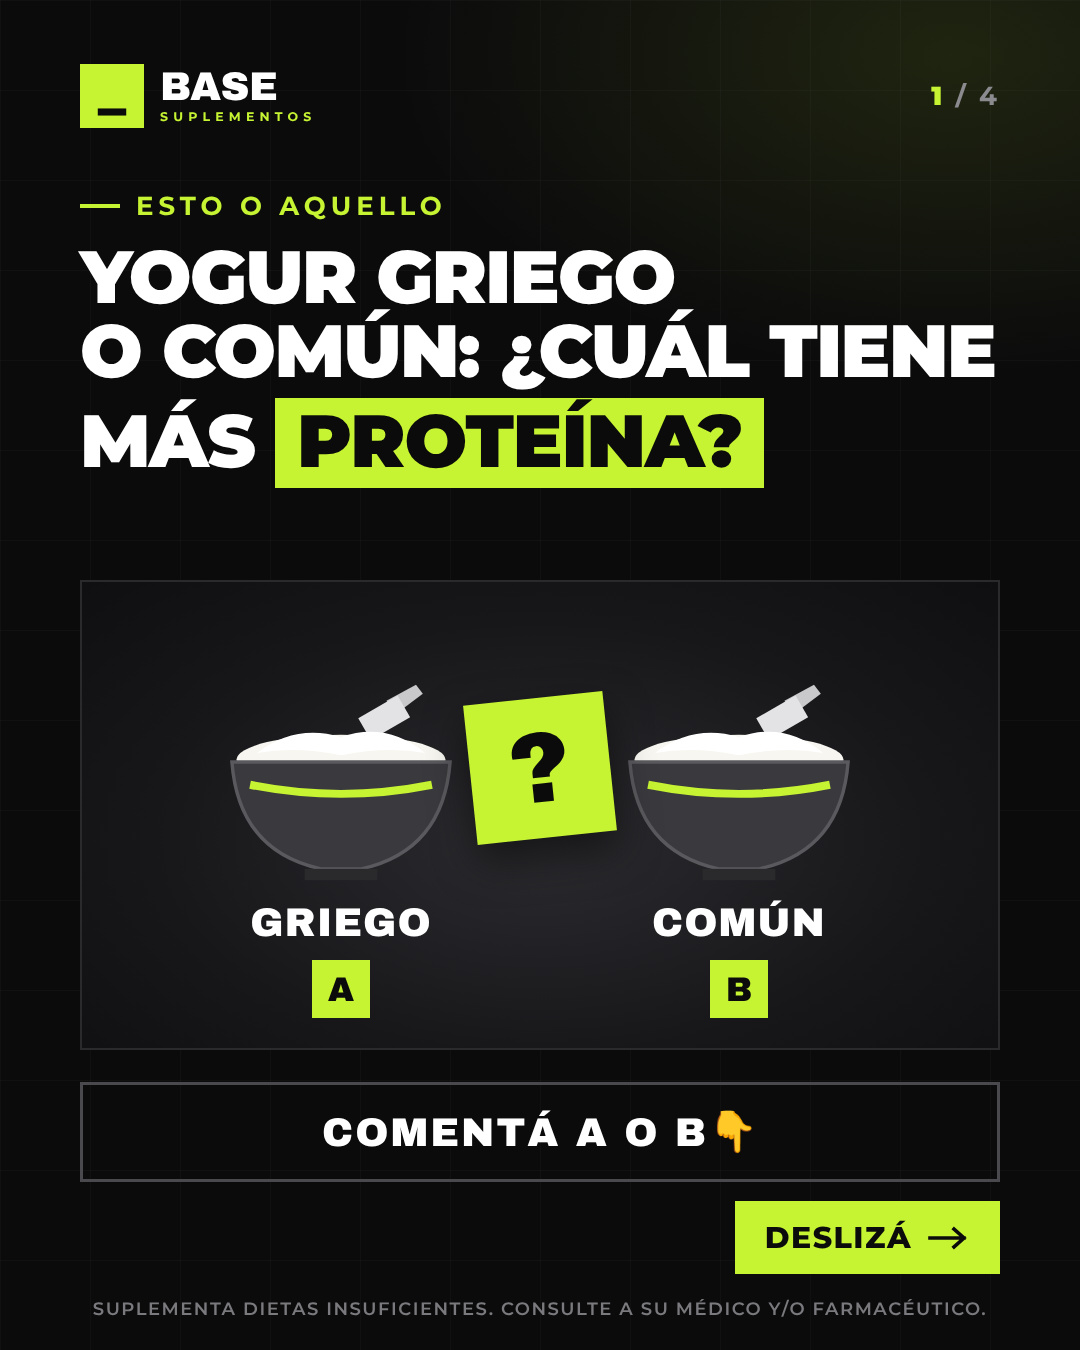 BASE
SUPLEMENTOS
1 / 4
ESTO O AQUELLO
YOGUR GRIEGO
O COMÚN: ¿CUÁL TIENE
MÁS PROTEÍNA?
?
GRIEGO
COMÚN
A
B
COMENTÁ A O B👇
DESLIZÁ →
SUPLEMENTA DIETAS INSUFICIENTES. CONSULTE A SU MÉDICO Y/O FARMACÉUTICO.